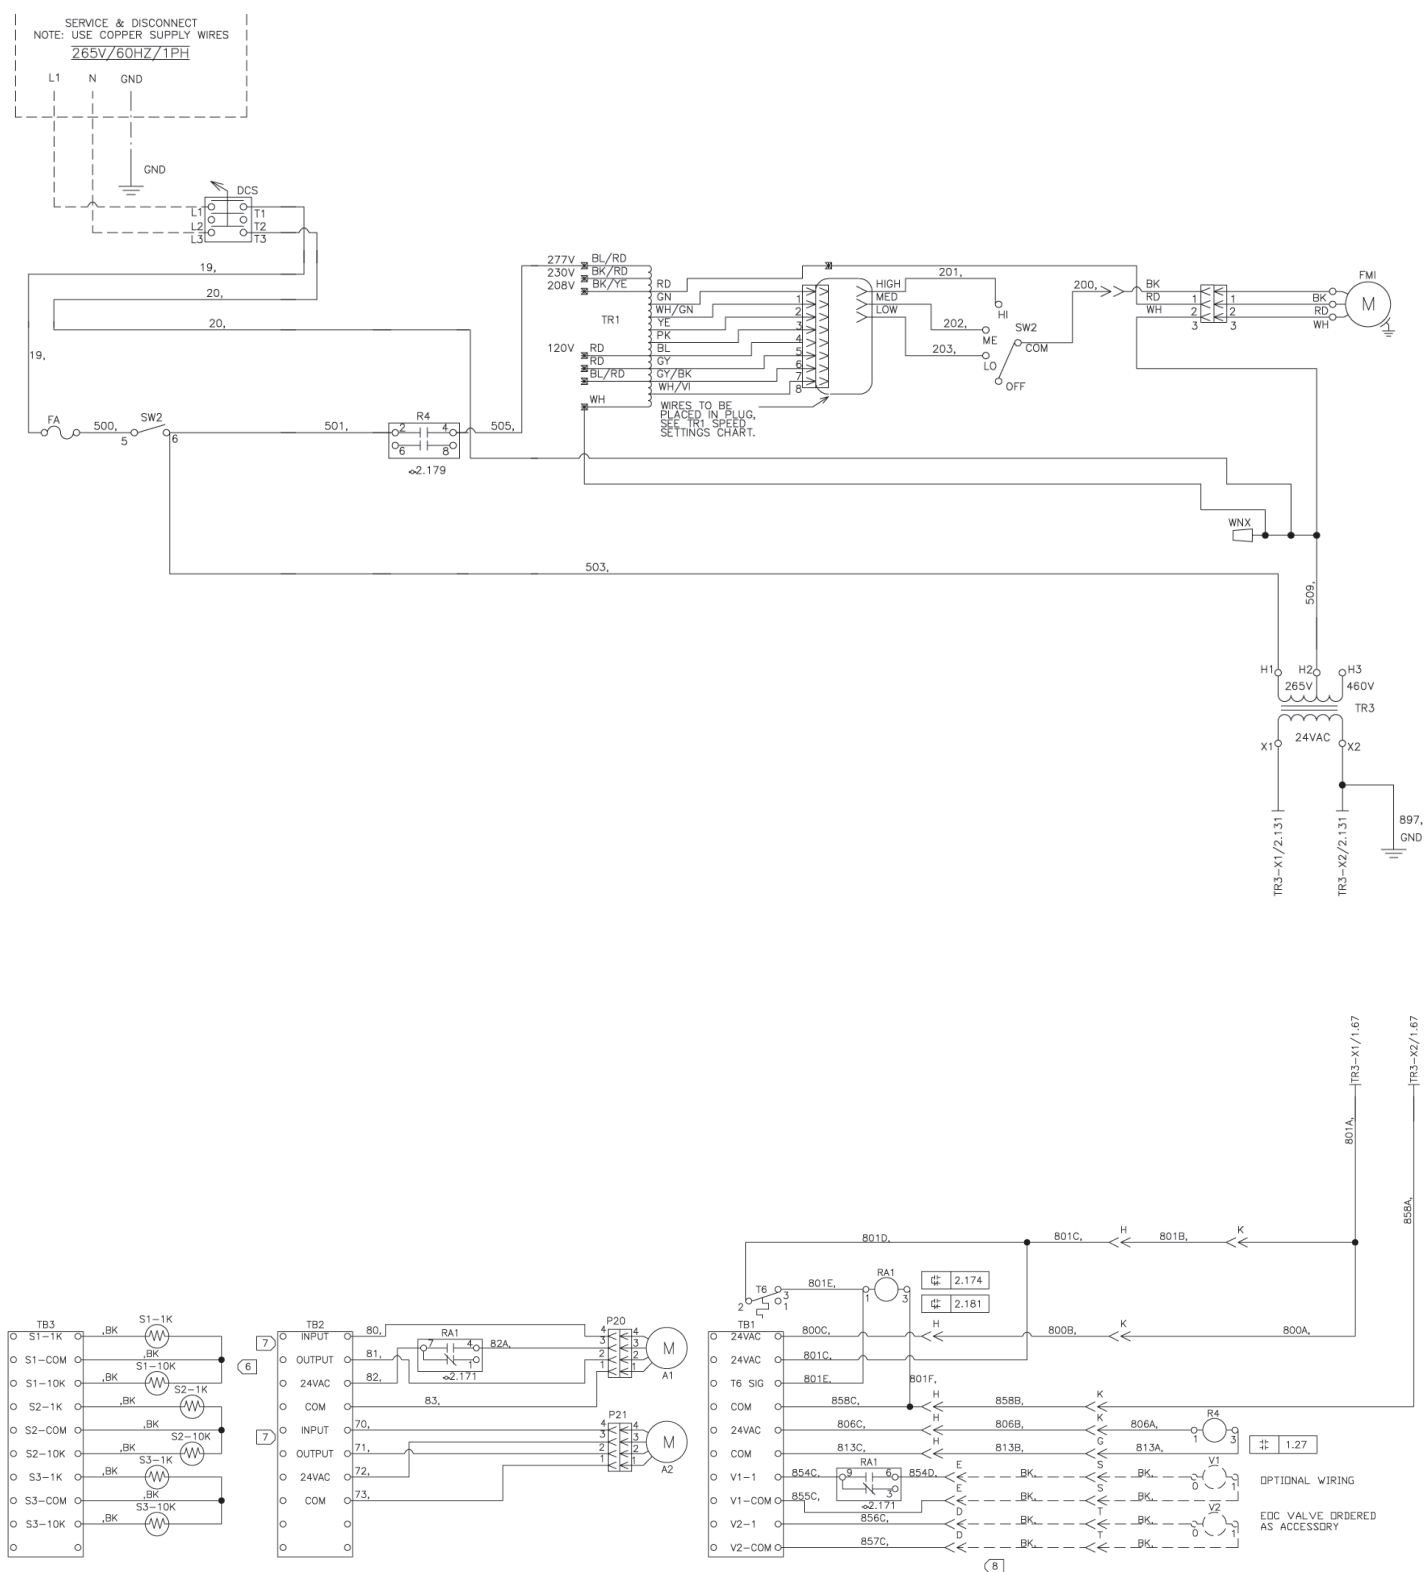 SERVICE & DISCONNECT
NOTE: USE COPPER SUPPLY WIRES
265V/60HZ/1PH
L1 N GND
GND
DCS
L1 T1
L2 T2
L3 T3
19,
20,
20,
19,
277V BL/RD
230V BK/RD
208V BK/YE
TR1
120V RD
RD
BL/RD
WH
RD
GN
WH/GN
YE
PK
BL
GY
GY/BK
WH/VI
1
2
3
4
5
6
7
8
WIRES TO BE
PLACED IN PLUG,
SEE TR1 SPEED
SETTINGS CHART.
HIGH
MED
LOW
201,
202,
203,
HI
ME
LO
SW2
COM
OFF
200,
BK
RD
WH
1 1
2 2
3 3
BK
RD
WH
FMI
M
FA
500,
SW2
5 6
501,
R4
2 4
6 8
2.179
505,
WNX
503,
509,
H1 H2 H3
265V 460V
TR3
24VAC
X1 X2
TR3-X1/2.131
TR3-X2/2.131
897,
GND
TR3-X1/1.67
TR3-X2/1.67
801A,
858A,
801D, 801C, H 801B, K
T6
2 3
1
801E,
RA1
1 3
2.174
2.181
TB3
S1-1K
S1-COM
S1-10K
S2-1K
S2-COM
S2-10K
S3-1K
S3-COM
S3-10K
,BK S1-1K
,BK
,BK S1-10K
,BK S2-1K
,BK
,BK S2-10K
,BK S3-1K
,BK
,BK S3-10K
6
7
7
TB2
INPUT
OUTPUT
24VAC
COM
INPUT
OUTPUT
24VAC
COM
80,
81,
82,
83,
70,
71,
72,
73,
RA1
7 4
1
2.171
82A,
P20
4 4
3 3
2 2
1 1
M
A1
P21
4 4
3 3
2 2
1 1
M
A2
TB1
24VAC
24VAC
T6 SIG
COM
24VAC
COM
V1-1
V1-COM
V2-1
V2-COM
800C, H 800B, K 800A,
801C,
801E, 801F,
858C, H 858B, K
806C, H 806B, K 806A,
R4
1 3
813C, H 813B, G 813A,
1.27
854C, RA1
9 6
3
2.171
854D, E BK, S BK,
V1
0 1
855C, E BK, S BK,
856C, D BK, T BK,
V2
0 1
857C, D BK, T BK,
8
OPTIONAL WIRING
EOC VALVE ORDERED
AS ACCESSORY